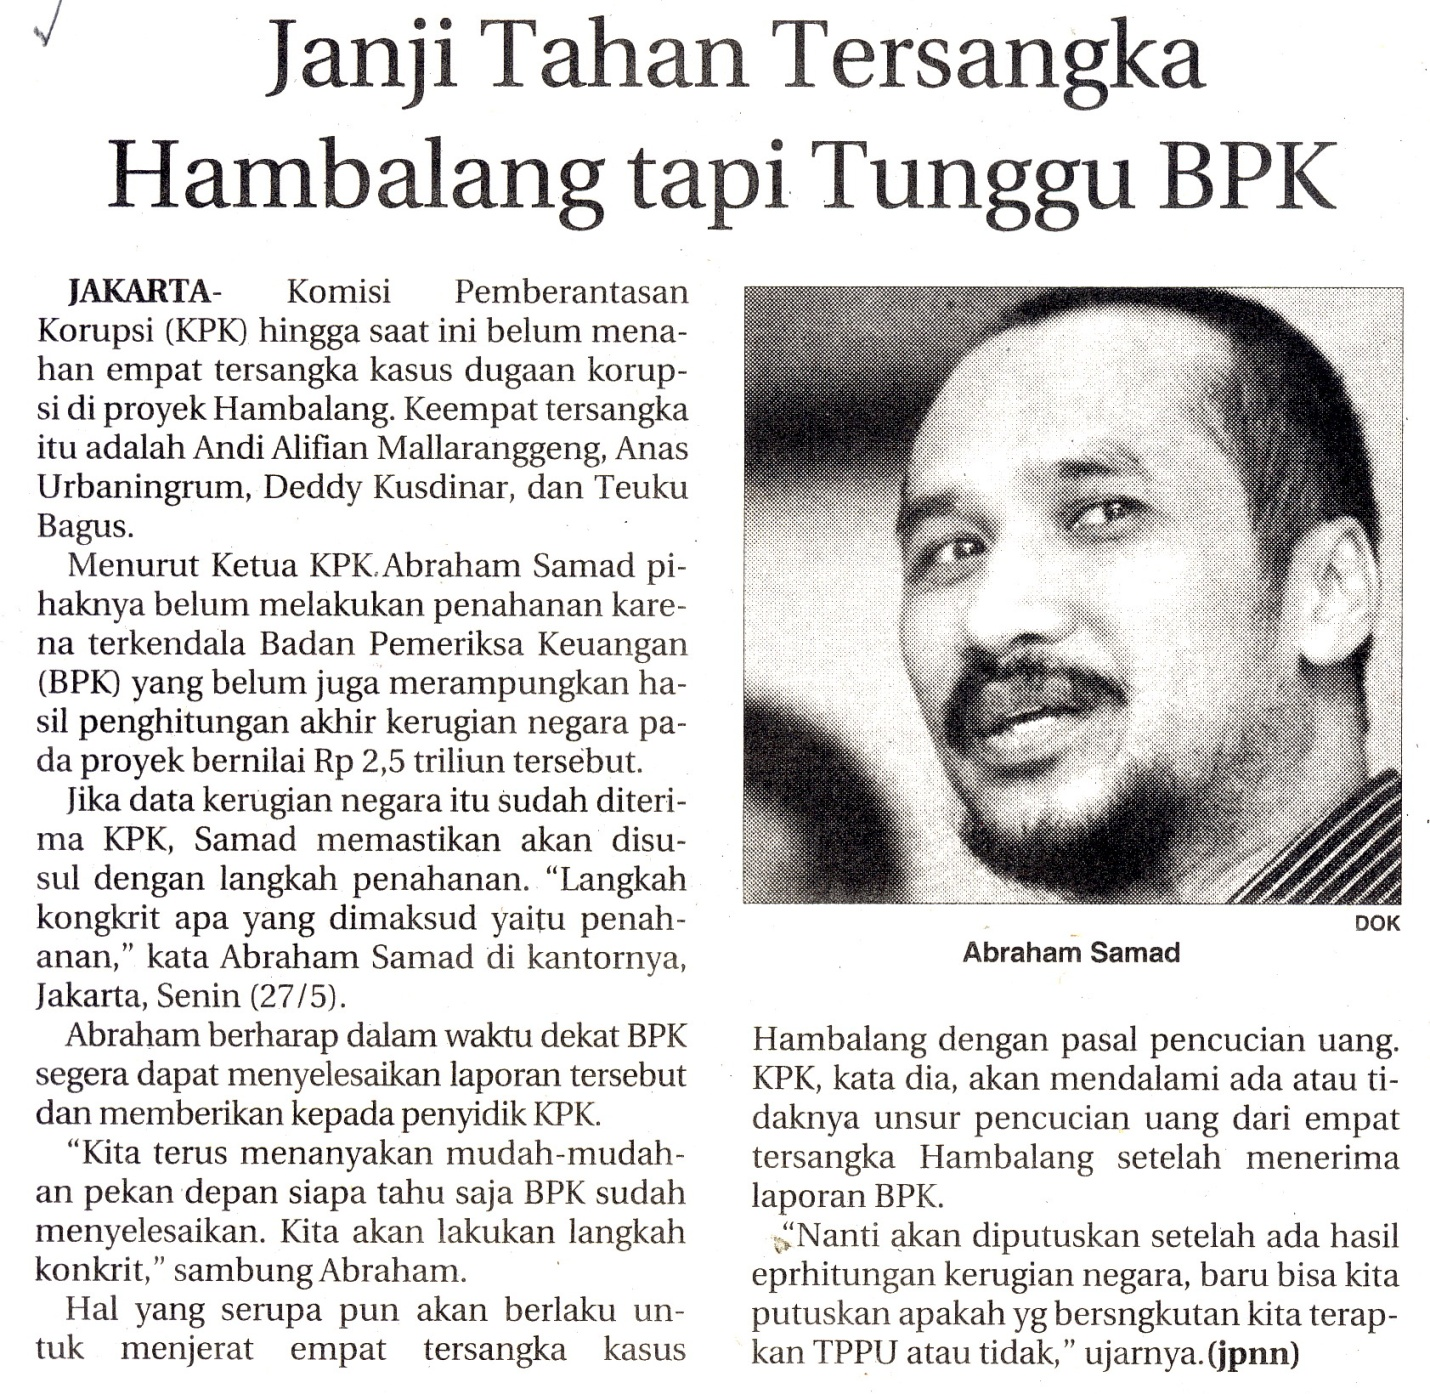 Janji Tahan Tersangka
Hambalang tapi Tunggu BPK
JAKARTA- Komisi Pemberantasan
Korupsi (KPK) hingga saat ini belum mena-
han empat tersangka kasus dugaan korup-
si di proyek Hambalang. Keempat tersangka
itu adalah Andi Alifian Mallaranggeng, Anas
Urbaningrum, Deddy Kusdinar, dan Teuku
Bagus.
Menurut Ketua KPK Abraham Samad pi-
haknya belum melakukan penahanan kare-
na terkendala Badan Pemeriksa Keuangan
(BPK) yang belum juga merampungkan ha-
sil penghitungan akhir kerugian negara pa-
da proyek bernilai Rp 2,5 triliun tersebut.
Jika data kerugian negara itu sudah diteri-
ma KPK, Samad memastikan akan disu-
sul dengan langkah penahanan. “Langkah
kongkrit apa yang dimaksud yaitu penah-
anan,” kata Abraham Samad di kantornya,
Jakarta, Senin (27/5).
Abraham berharap dalam waktu dekat BPK
segera dapat menyelesaikan laporan tersebut
dan memberikan kepada penyidik KPK.
“Kita terus menanyakan mudah-mudah-
an pekan depan siapa tahu saja BPK sudah
menyelesaikan. Kita akan lakukan langkah
konkrit,” sambung Abraham.
Hal yang serupa pun akan berlaku un-
tuk menjerat empat tersangka kasus
DOK
Abraham Samad
Hambalang dengan pasal pencucian uang.
KPK, kata dia, akan mendalami ada atau ti-
daknya unsur pencucian uang dari empat
tersangka Hambalang setelah menerima
laporan BPK.
“Nanti akan diputuskan setelah ada hasil
eprhitungan kerugian negara, baru bisa kita
putuskan apakah yg bersngkutan kita terap-
kan TPPU atau tidak,” ujarnya.(jpnn)